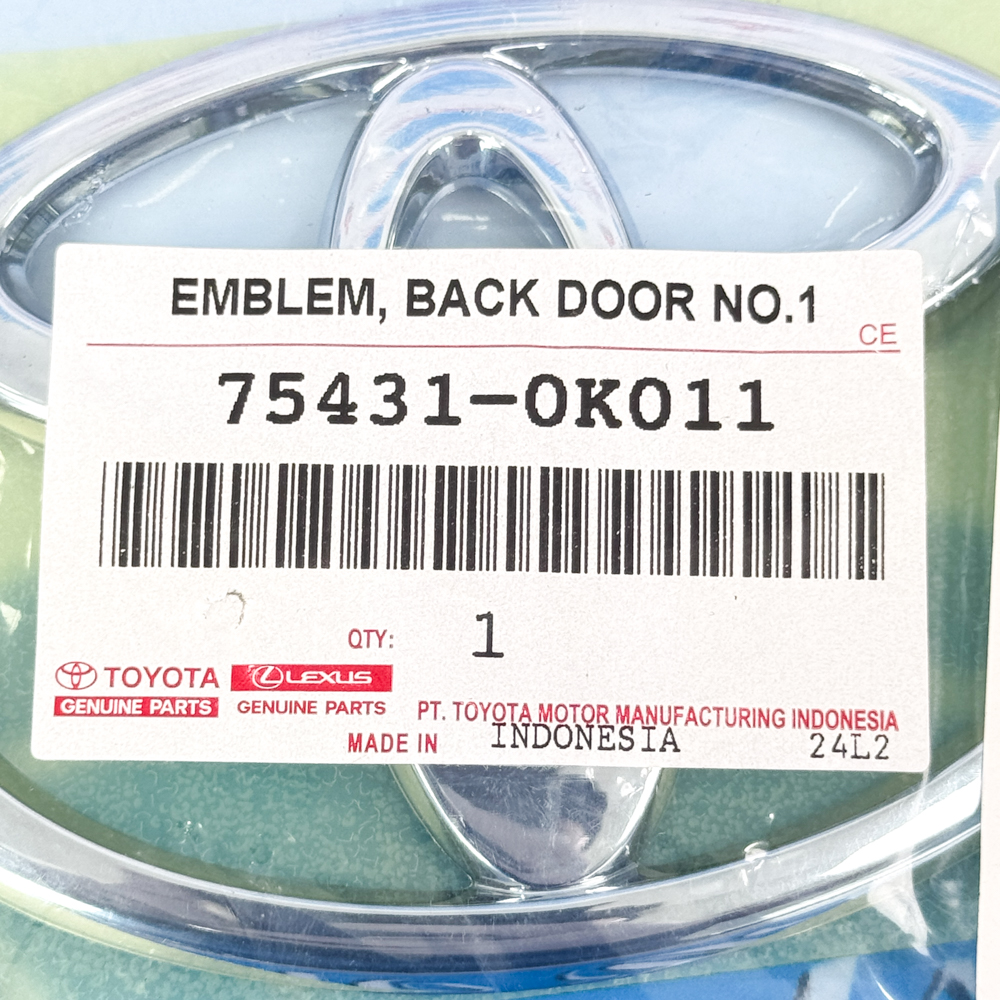 EMBLEM, BACK DOOR NO.1
CE
75431-0K011
QTY: 1
TOYOTA LEXUS
GENUINE PARTS GENUINE PARTS
PT. TOYOTA MOTOR MANUFACTURING INDONESIA
MADE IN INDONESIA 24L2